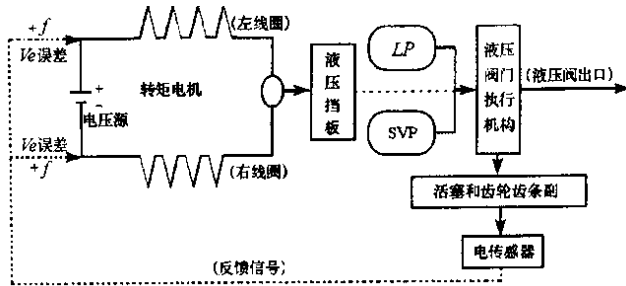 +f
(左线圈)
Ve误差
+
转矩电机
电压源
Ve误差
+f
(右线圈)
液压挡板
LP
SVP
液压阀门执行机构
(液压阀出口)
活塞和齿轮齿条副
电传感器
(反馈信号)